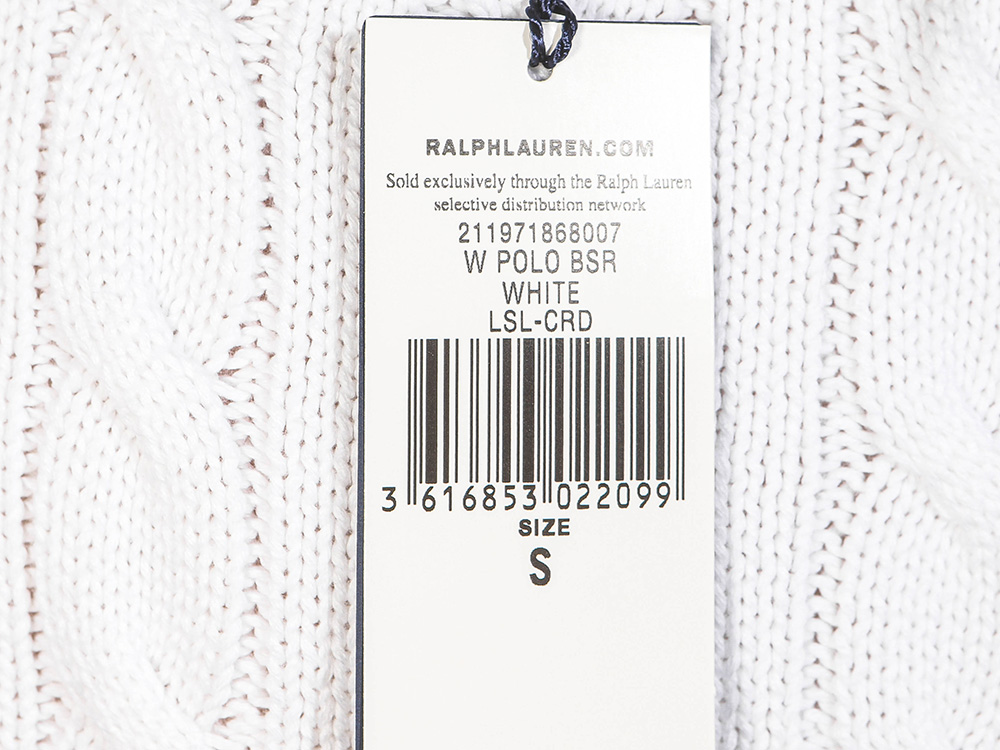 RALPHLAUREN.COM
Sold exclusively through the Ralph Lauren
selective distribution network
211971868007
W POLO BSR
WHITE
LSL-CRD
3 616853 022099
SIZE
S